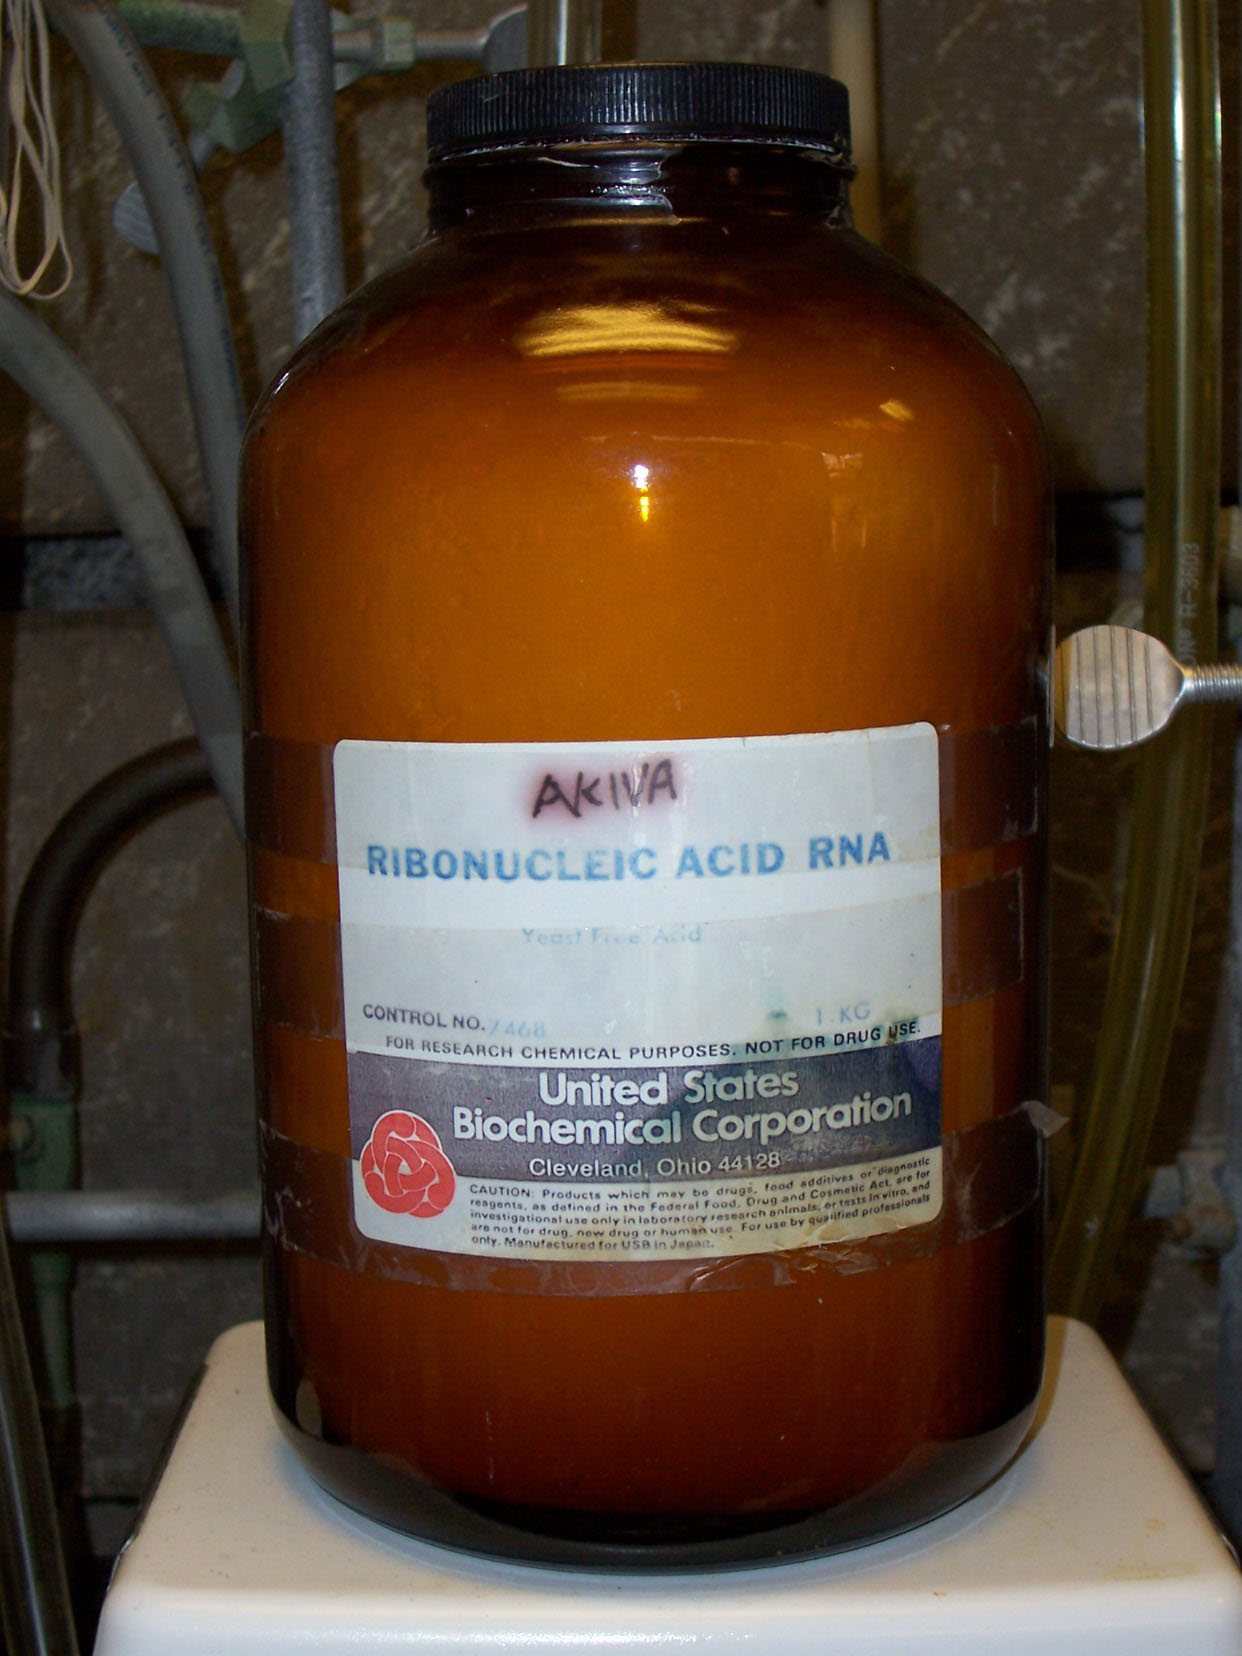 AKIVA
RIBONUCLEIC ACID RNA
Yeast Free Acid
CONTROL NO. 7468
1 KG
FOR RESEARCH CHEMICAL PURPOSES. NOT FOR DRUG USE.
United States
Biochemical Corporation
Cleveland, Ohio 44128
CAUTION: Products which may be drugs, food additives or diagnostic
reagents, as defined in the Federal Food, Drug and Cosmetic Act, are for
investigational use only in laboratory research animals, or tests in vitro, and
are not for drug, new drug or human use. For use by qualified professionals
only. Manufactured for USB in Japan.
R-3603